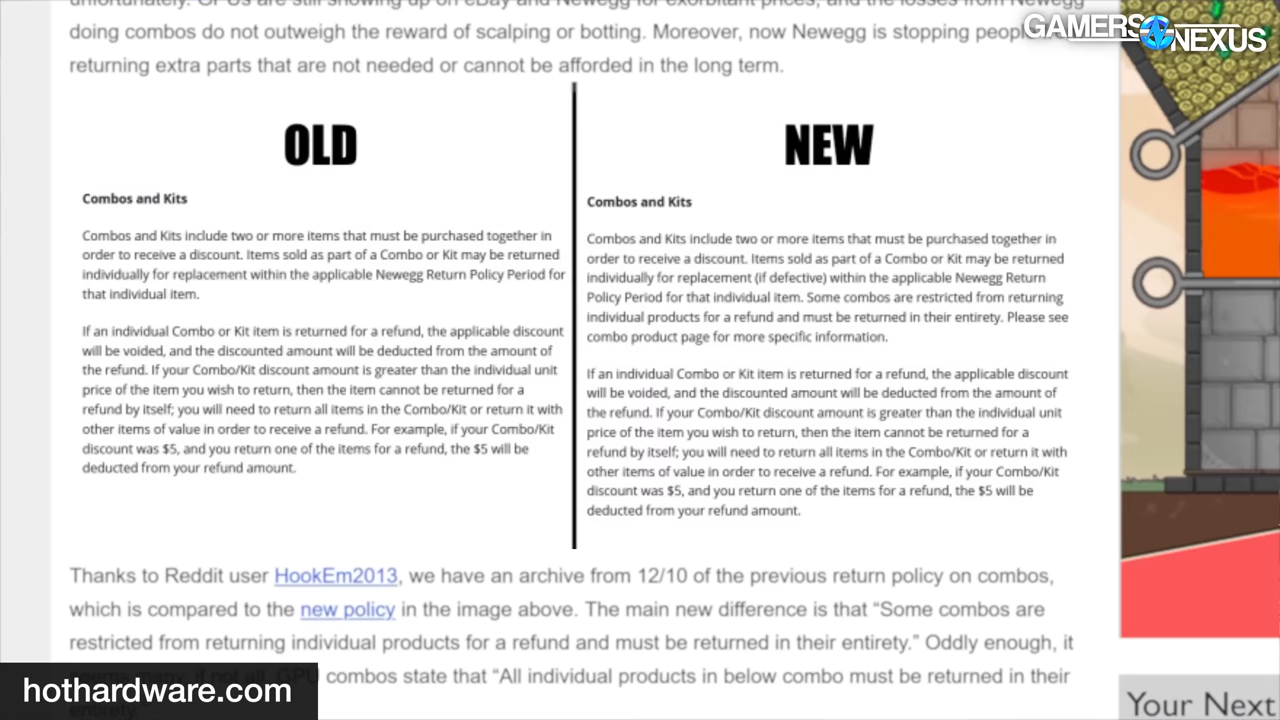 GAMERS NEXUS
doing combos do not outweigh the reward of scalping or botting. Moreover, now Newegg is stopping
returning extra parts that are not needed or cannot be afforded in the long term.
OLD
Combos and Kits
Combos and Kits include two or more items that must be purchased together in
order to receive a discount. Items sold as part of a Combo or Kit may be returned
individually for replacement within the applicable Newegg Return Policy Period for
that individual item.
If an individual Combo or Kit item is returned for a refund, the applicable discount
will be voided, and the discounted amount will be deducted from the amount of
the refund. If your Combo/Kit discount amount is greater than the individual unit
price of the item you wish to return, then the item cannot be returned for a
refund by itself; you will need to return all items in the Combo/Kit or return it with
other items of value in order to receive a refund. For example, if your Combo/Kit
discount was $5, and you return one of the items for a refund, the $5 will be
deducted from your refund amount.
NEW
Combos and Kits
Combos and Kits include two or more items that must be purchased together in
order to receive a discount. Items sold as part of a Combo or Kit may be returned
individually for replacement (if defective) within the applicable Newegg Return
Policy Period for that individual item. Some combos are restricted from returning
individual products for a refund and must be returned in their entirety. Please see
combo product page for more specific information.
If an individual Combo or Kit item is returned for a refund, the applicable discount
will be voided, and the discounted amount will be deducted from the amount of
the refund. If your Combo/Kit discount amount is greater than the individual unit
price of the item you wish to return, then the item cannot be returned for a
refund by itself; you will need to return all items in the Combo/Kit or return it with
other items of value in order to receive a refund. For example, if your Combo/Kit
discount was $5, and you return one of the items for a refund, the $5 will be
deducted from your refund amount.
Thanks to Reddit user HookEm2013, we have an archive from 12/10 of the previous return policy on combos,
which is compared to the new policy in the image above. The main new difference is that “Some combos are
restricted from returning individual products for a refund and must be returned in their entirety.” Oddly enough, it
combos state that “All individual products in below combo must be returned in their
hothardware.com
Your Next